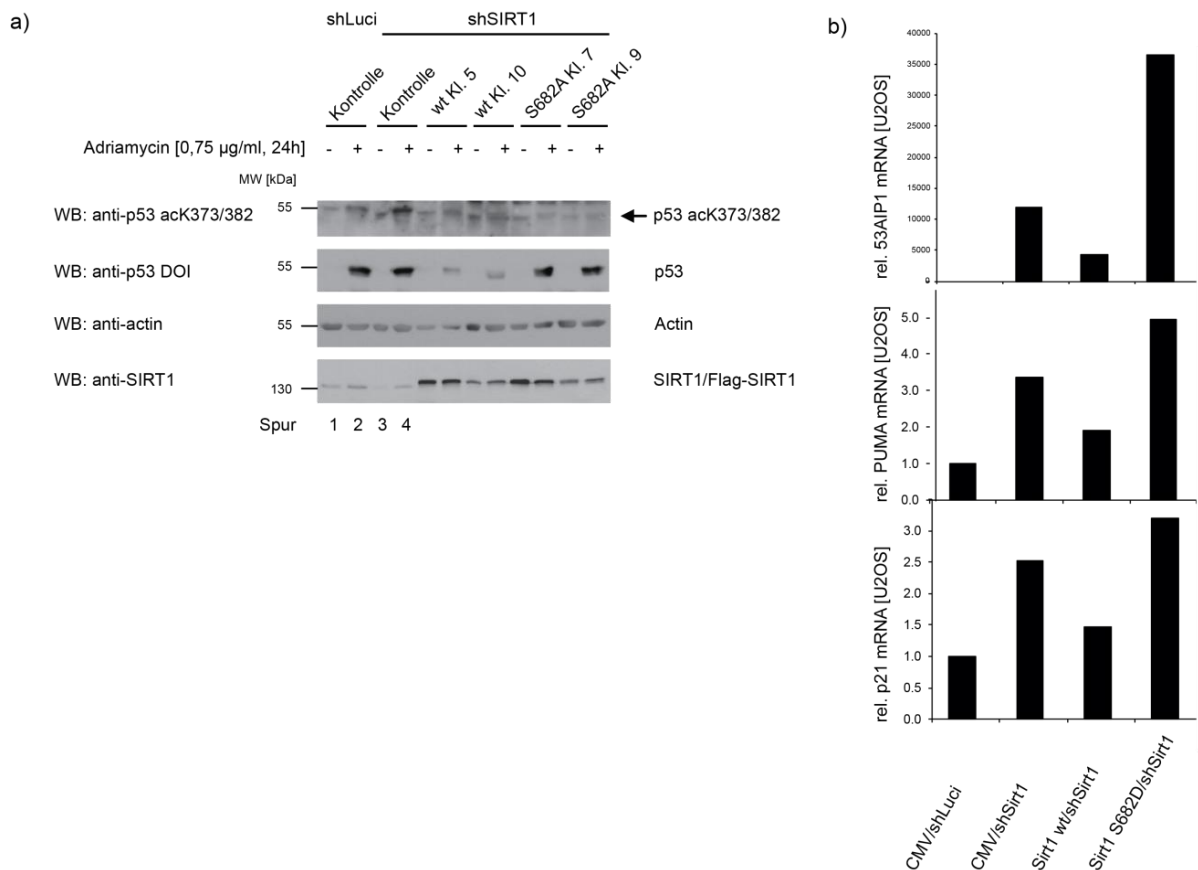 a)
shLuci shSIRT1
Kontrolle Kontrolle wt Kl. 5 wt Kl. 10 S682A Kl. 7 S682A Kl. 9
Adriamycin [0,75 µg/ml, 24h] - + - + - + - + - + - +
MW [kDa]
WB: anti-p53 acK373/382 55 p53 acK373/382
WB: anti-p53 DOI 55 p53
WB: anti-actin 55 Actin
WB: anti-SIRT1 130 SIRT1/Flag-SIRT1
Spur 1 2 3 4
b)
rel. 53AIP1 mRNA [U2OS]
40000
35000
30000
25000
20000
15000
10000
5000
0
rel. PUMA mRNA [U2OS]
5.0
4.0
3.0
2.0
1.0
0.0
rel. p21 mRNA [U2OS]
3.0
2.5
2.0
1.5
1.0
0.5
0.0
CMV/shLuci
CMV/shSirt1
Sirt1 wt/shSirt1
Sirt1 S682D/shSirt1